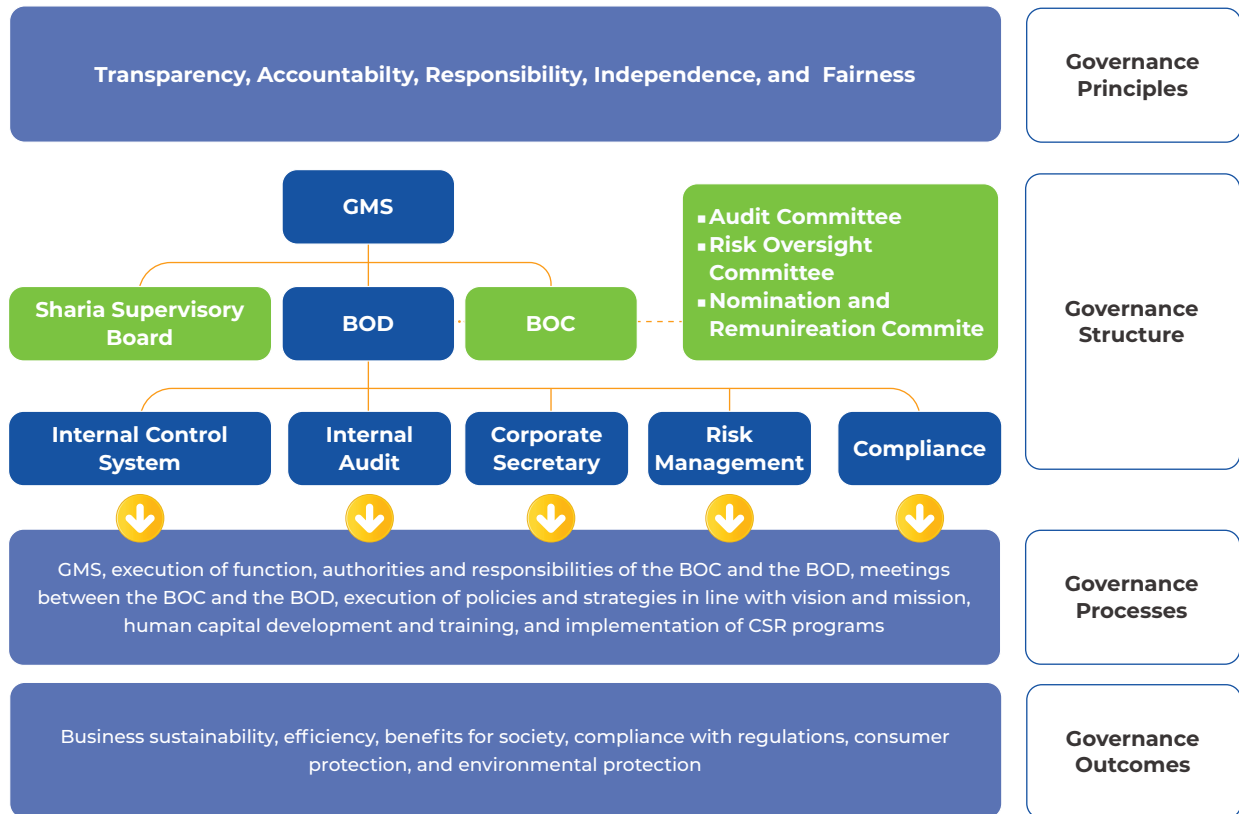 Transparency, Accountabilty, Responsibility, Independence, and Fairness
Governance
Principles
GMS
▪Audit Committee
▪Risk Oversight
Committee
▪Nomination and
Remunireation Commite
Sharia Supervisory
Board
BOD
BOC
Governance
Structure
Internal Control
System
Internal
Audit
Corporate
Secretary
Risk
Management
Compliance
GMS, execution of function, authorities and responsibilities of the BOC and the BOD, meetings
between the BOC and the BOD, execution of policies and strategies in line with vision and mission,
human capital development and training, and implementation of CSR programs
Governance
Processes
Business sustainability, efficiency, benefits for society, compliance with regulations, consumer
protection, and environmental protection
Governance
Outcomes